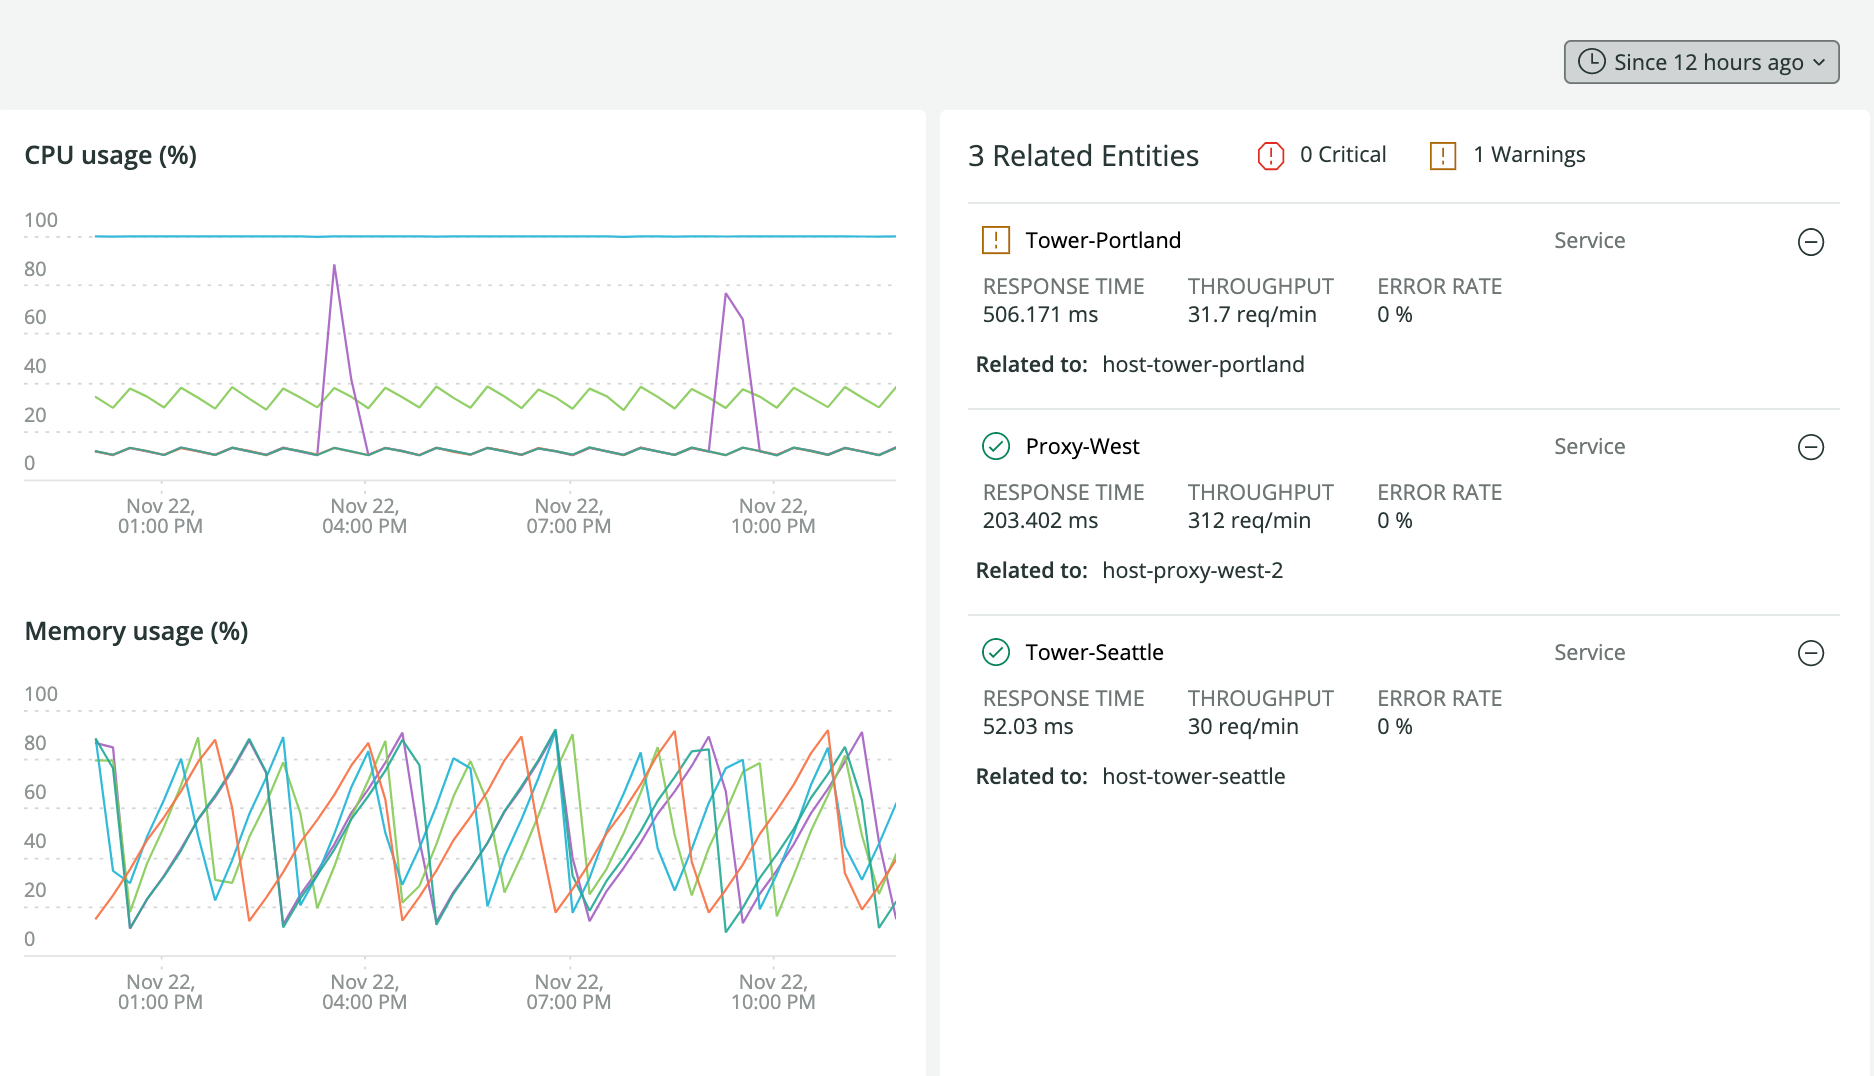 Since 12 hours ago
CPU usage (%)
100
80
60
40
20
0
Nov 22,
01:00 PM
Nov 22,
04:00 PM
Nov 22,
07:00 PM
Nov 22,
10:00 PM
Memory usage (%)
100
80
60
40
20
0
Nov 22,
01:00 PM
Nov 22,
04:00 PM
Nov 22,
07:00 PM
Nov 22,
10:00 PM
3 Related Entities 0 Critical 1 Warnings
Tower-Portland Service
RESPONSE TIME THROUGHPUT ERROR RATE
506.171 ms 31.7 req/min 0 %
Related to: host-tower-portland
Proxy-West Service
RESPONSE TIME THROUGHPUT ERROR RATE
203.402 ms 312 req/min 0 %
Related to: host-proxy-west-2
Tower-Seattle Service
RESPONSE TIME THROUGHPUT ERROR RATE
52.03 ms 30 req/min 0 %
Related to: host-tower-seattle